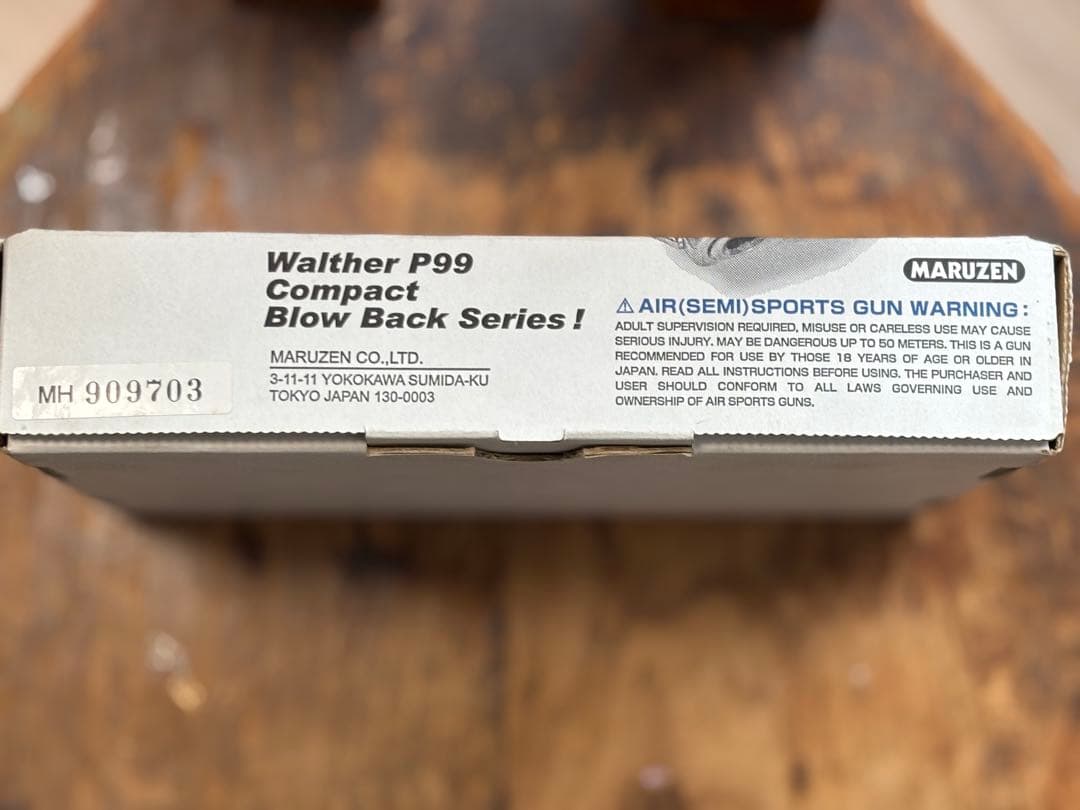 Walther P99
Compact
Blow Back Series !
MARUZEN CO.,LTD.
3-11-11 YOKOKAWA SUMIDA-KU
TOKYO JAPAN 130-0003
MH 909703
MARUZEN
⚠ AIR(SEMI)SPORTS GUN WARNING :
ADULT SUPERVISION REQUIRED, MISUSE OR CARELESS USE MAY CAUSE
SERIOUS INJURY. MAY BE DANGEROUS UP TO 50 METERS. THIS IS A GUN
RECOMMENDED FOR USE BY THOSE 18 YEARS OF AGE OR OLDER IN
JAPAN. READ ALL INSTRUCTIONS BEFORE USING. THE PURCHASER AND
USER SHOULD CONFORM TO ALL LAWS GOVERNING USE AND
OWNERSHIP OF AIR SPORTS GUNS.